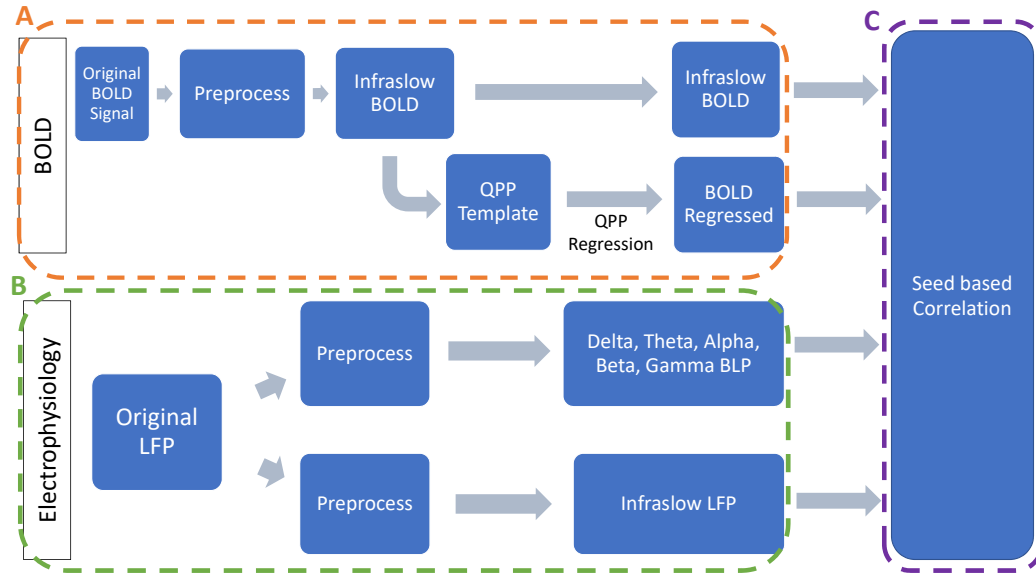 A
BOLD
Original
BOLD
Signal
Preprocess
Infraslow
BOLD
Infraslow
BOLD
QPP
Template
QPP
Regression
BOLD
Regressed
B
Electrophysiology
Original
LFP
Preprocess
Delta, Theta, Alpha,
Beta, Gamma BLP
Preprocess
Infraslow LFP
C
Seed based
Correlation